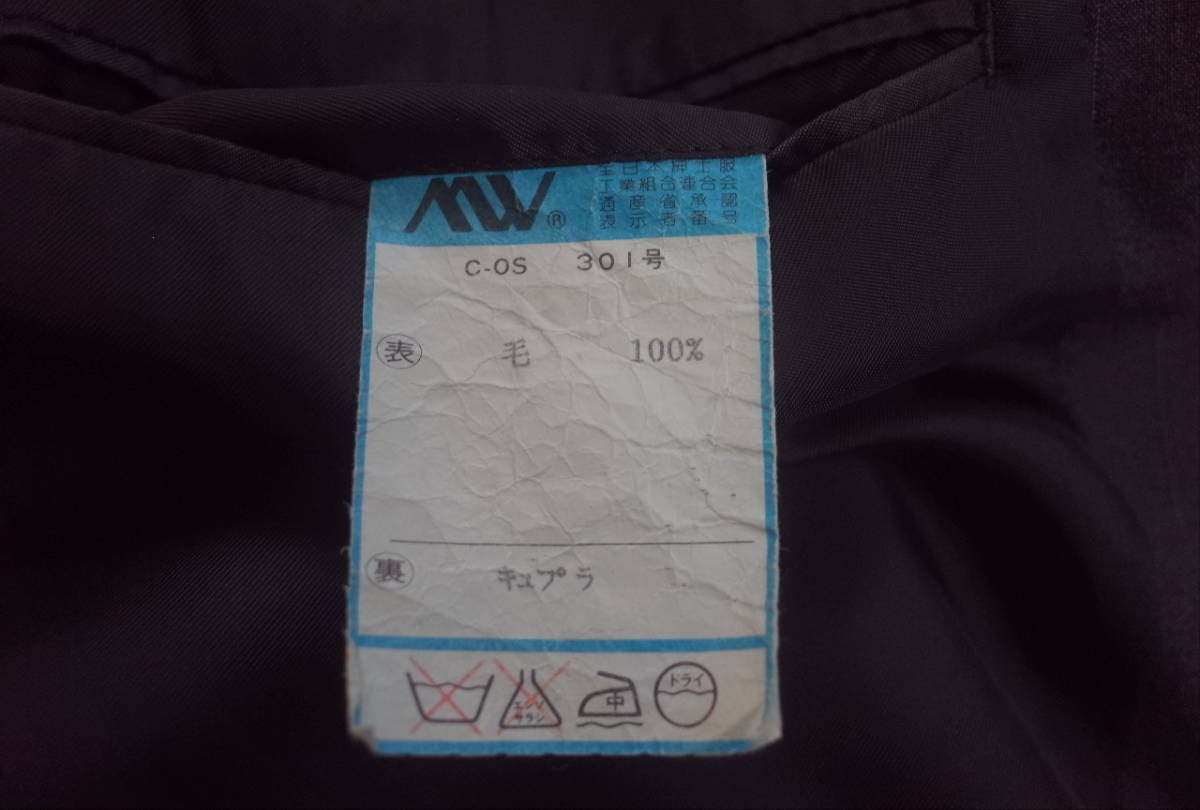 MW®
全日本紳士服
工業組合連合会
通産省承認
表示者番号
C-OS 301号
表 毛 100%
裏 キュプラ
エンソ
サラシ
中
ドライ